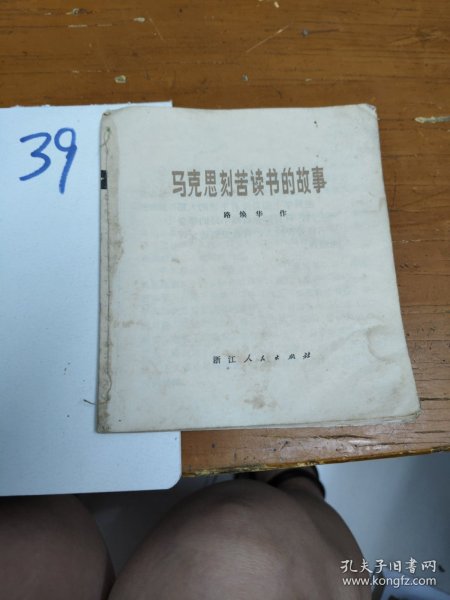 39
马克思刻苦读书的故事
路焕华 作
浙江人民出版社
孔夫子旧书网
www.kongfz.com